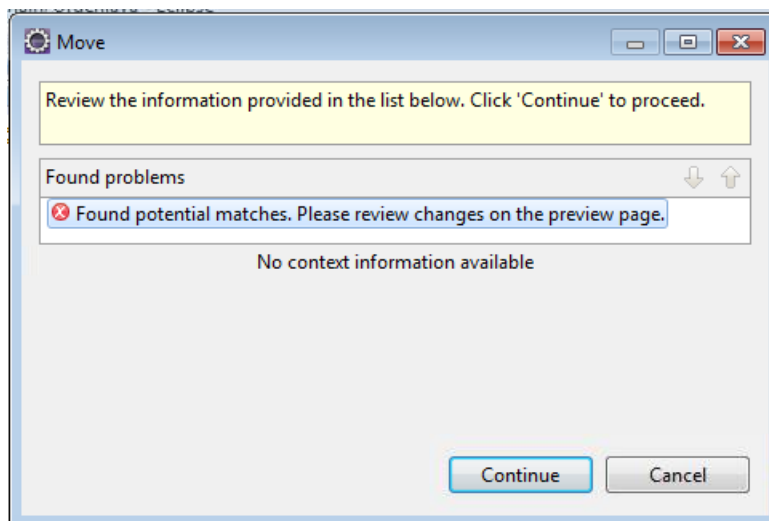 Move
Review the information provided in the list below. Click 'Continue' to proceed.
Found problems
Found potential matches. Please review changes on the preview page.
No context information available
Continue
Cancel